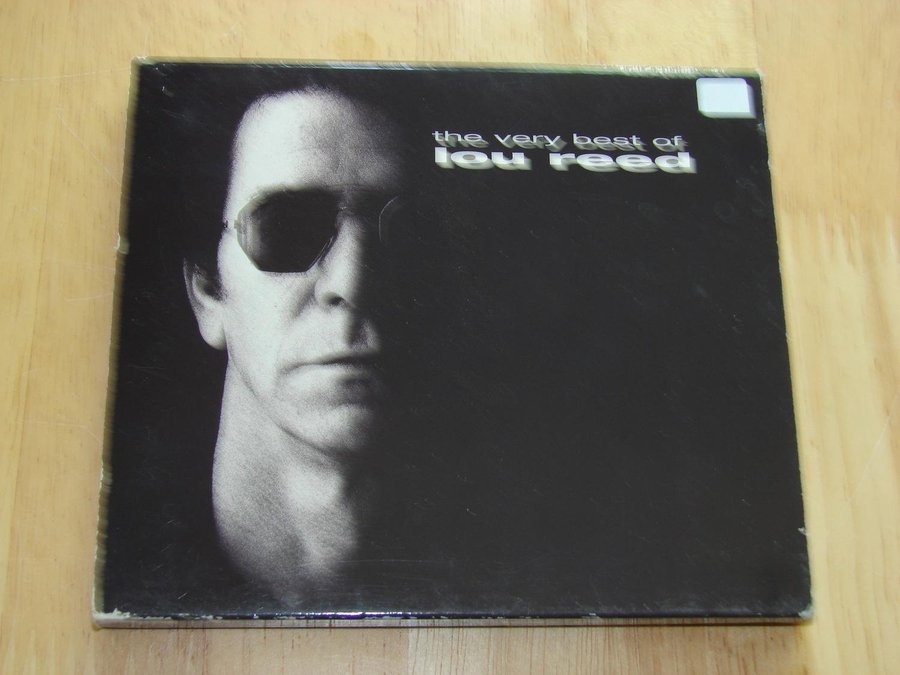 the very best of
lou reed